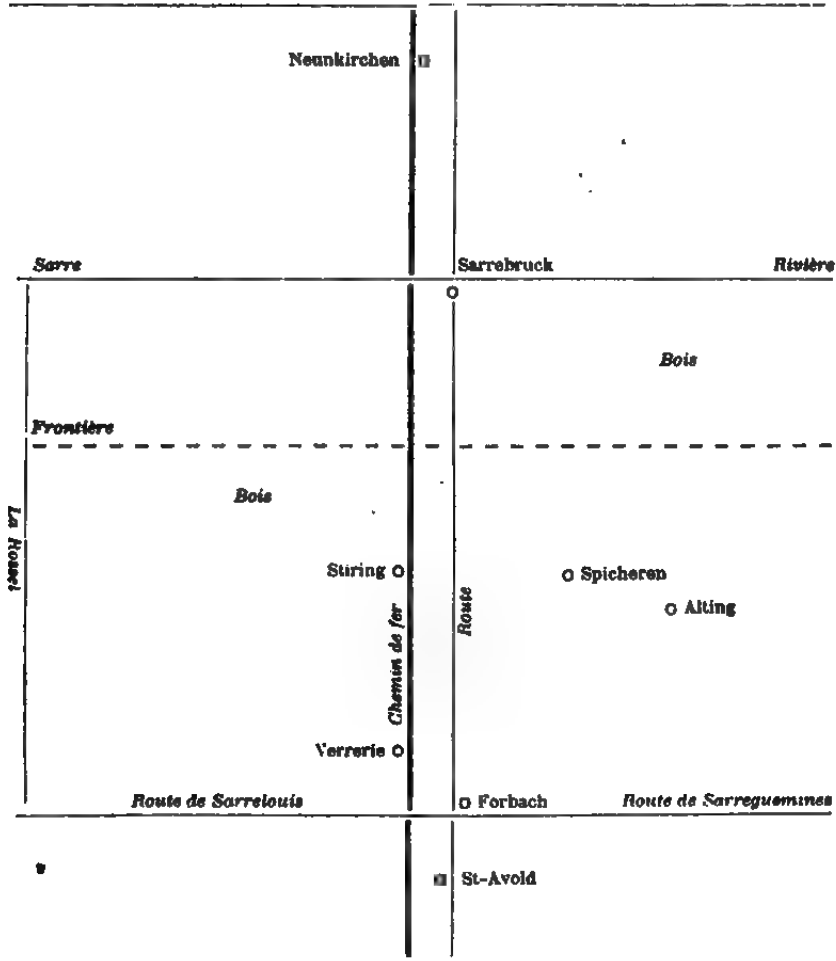 Neunkirchen
Sarre
Sarrebruck
Rivière
Bois
Frontière
Bois
La Rossel
Stiring
Spicheren
Alting
Chemin de fer
Route
Verrerie
Route de Sarrelouis
Forbach
Route de Sarreguemines
St-Avold